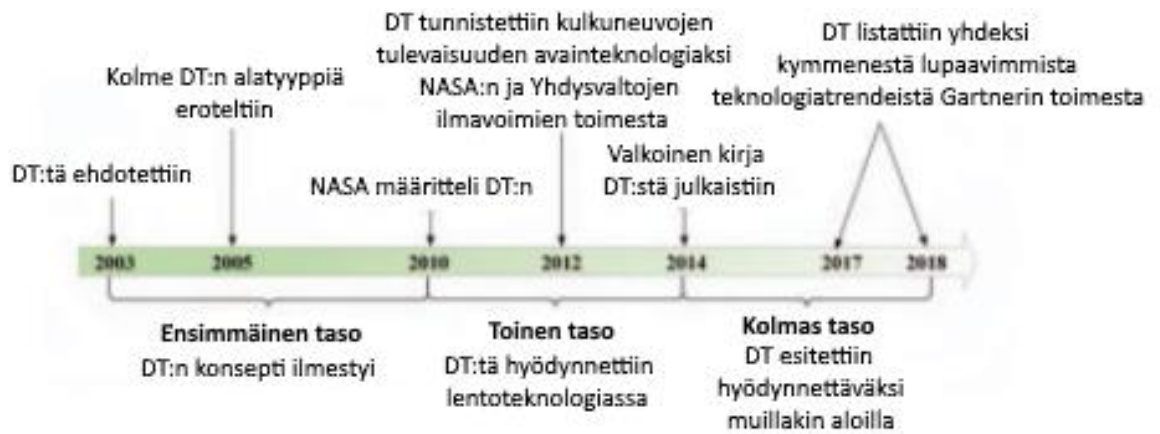 DT:tä ehdotettiin
Kolme DT:n alatyyppiä
eroteltiin
NASA määritteli DT:n
DT tunnistettiin kulkuneuvojen
tulevaisuuden avainteknologiaksi
NASA:n ja Yhdysvaltojen
ilmavoimien toimesta
Valkoinen kirja
DT:stä julkaistiin
DT listattiin yhdeksi
kymmenestä lupaavimmista
teknologiatrendeistä Gartnerin toimesta
2003 2005 2010 2012 2014 2017 2018
Ensimmäinen taso
DT:n konsepti ilmestyi
Toinen taso
DT:tä hyödynnettiin
lentoteknologiassa
Kolmas taso
DT esitettiin
hyödynnettäväksi
muillakin aloilla